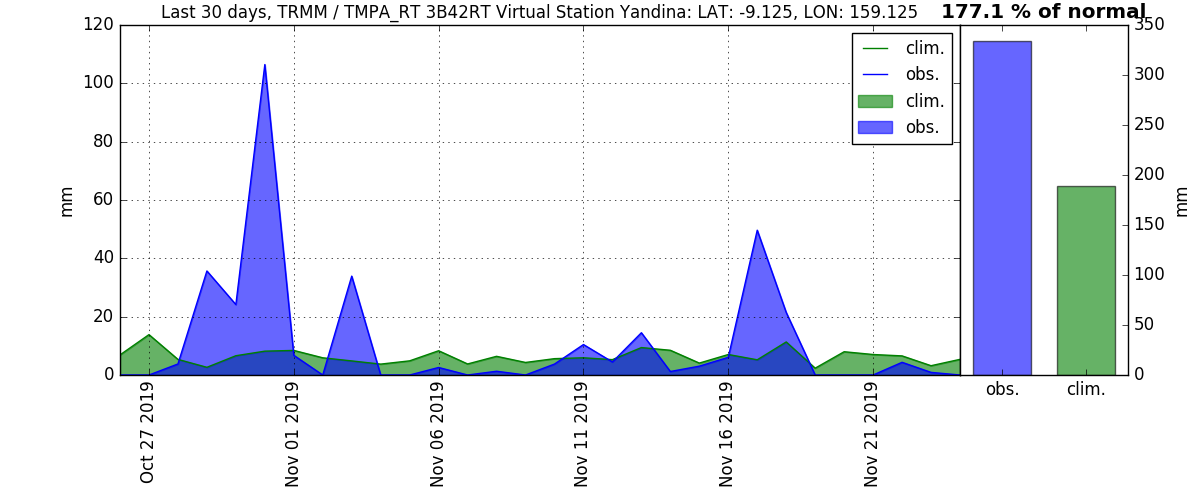 Last 30 days, TRMM / TMPA_RT 3B42RT Virtual Station Yandina: LAT: -9.125, LON: 159.125
177.1 % of normal
120
100
80
60
40
20
0
mm
clim.
obs.
clim.
obs.
350
300
250
200
150
100
50
0
mm
Oct 27 2019
Nov 01 2019
Nov 06 2019
Nov 11 2019
Nov 16 2019
Nov 21 2019
obs.
clim.